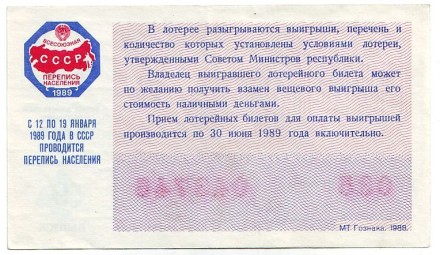 ВСЕСОЮЗНАЯ
СССР
ПЕРЕПИСЬ
НАСЕЛЕНИЯ
1989
С 12 ПО 19 ЯНВАРЯ
1989 ГОДА В СССР
ПРОВОДИТСЯ
ПЕРЕПИСЬ НАСЕЛЕНИЯ
В лотерее разыгрываются выигрыши, перечень и
количество которых установлены условиями лотереи,
утвержденными Советом Министров республики.
Владелец выигравшего лотерейного билета может
по желанию получить взамен вещевого выигрыша его
стоимость наличными деньгами.
Прием лотерейных билетов для оплаты выигрышей
производится по 30 июня 1989 года включительно.
МТ Гознака. 1988.